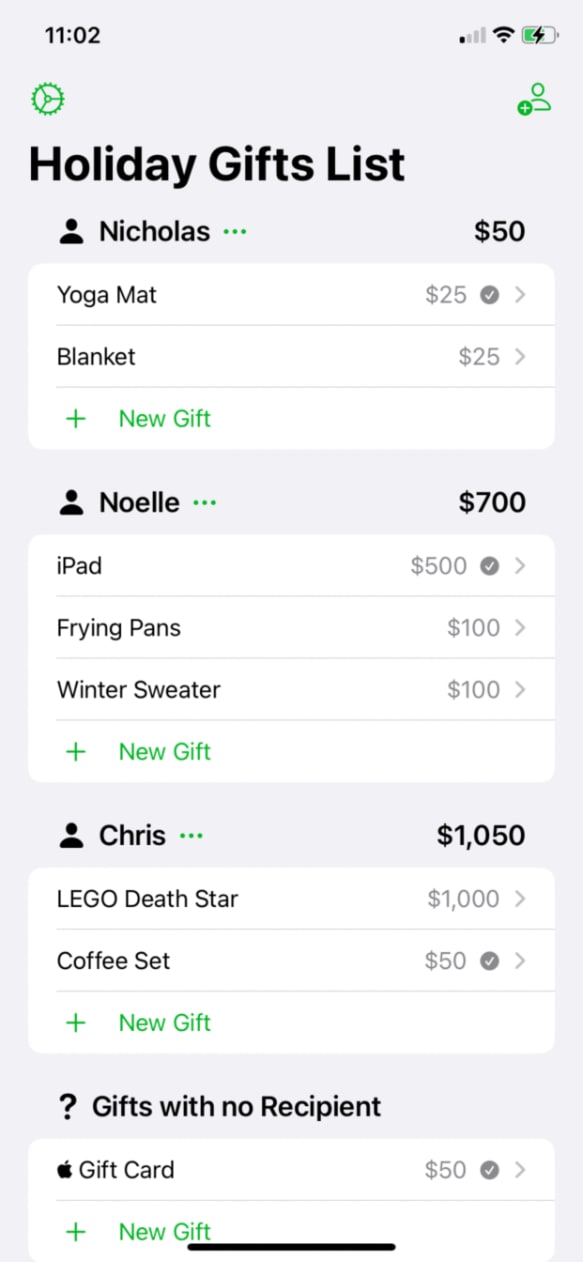 11:02
Holiday Gifts List
Nicholas ••• $50
Yoga Mat $25
Blanket $25
+ New Gift
Noelle ••• $700
iPad $500
Frying Pans $100
Winter Sweater $100
+ New Gift
Chris ••• $1,050
LEGO Death Star $1,000
Coffee Set $50
+ New Gift
? Gifts with no Recipient
Gift Card $50
+ New Gift